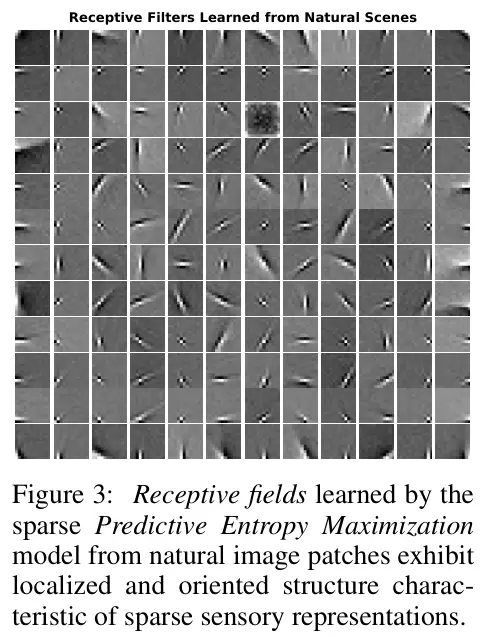 Receptive Filters Learned from Natural Scenes
Figure 3: Receptive fields learned by the
sparse Predictive Entropy Maximization
model from natural image patches exhibit
localized and oriented structure charac-
teristic of sparse sensory representations.